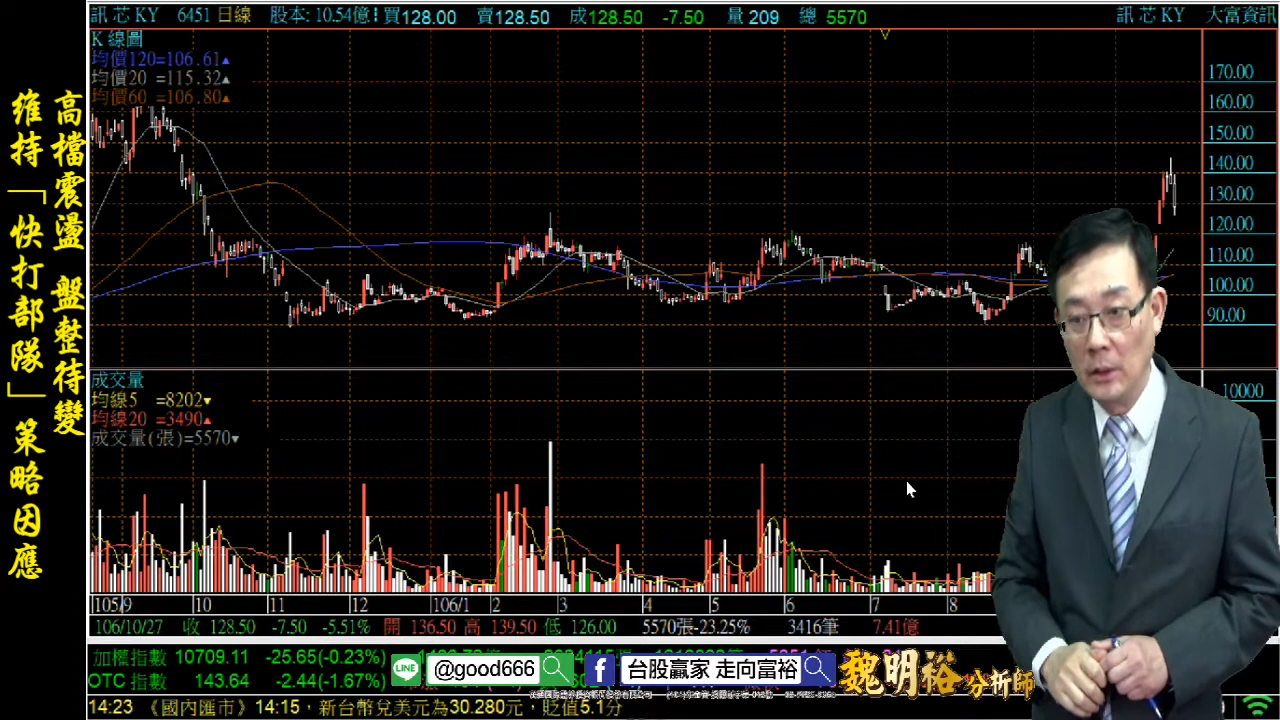 訊芯KY 6451 日線 股本: 10.54億 買128.00 賣128.50 成128.50 -7.50 量 209 總 5570 訊芯KY 大富資訊
K 線圖
均價120=106.61▲
均價20 =115.32▲
均價60 =106.80▲
170.00
160.00
150.00
140.00
130.00
120.00
110.00
100.00
90.00
高檔震盪 盤整待變
維持「快打部隊」策略因應
成交量
均線5 =8202▼
均線20 =3490▲
成交量(張)=5570▼
10000
105/9 10 11 12 106/1 2 3 4 5 6 7 8
106/10/27 收 128.50 -7.50 -5.51% 開 136.50 高 139.50 低 126.00 5570張-23.25% 3416筆 7.41億
加權指數 10709.11 -25.65(-0.23%)
OTC 指數 143.64 -2.44(-1.67%)
LINE @good666
f 台股贏家 走向富裕
魏明裕 分析師
14:23 《國內匯市》14:15，新台幣兌美元為30.280元，貶值5.1分